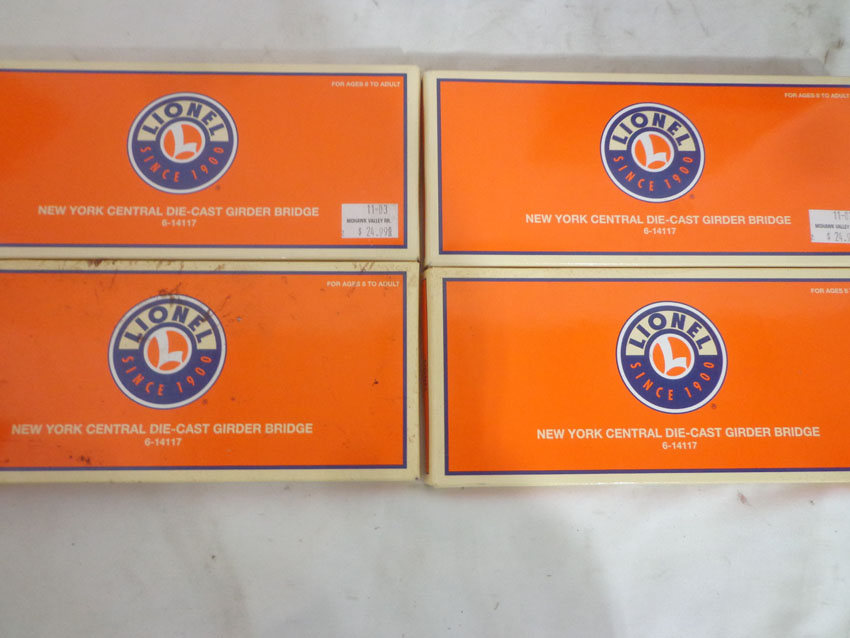 FOR AGES 8 TO ADULT
LIONEL
L
SINCE 1900
NEW YORK CENTRAL DIE-CAST GIRDER BRIDGE
6-14117
11-03
MOHAWK VALLEY RR.
$ 24.99
FOR AGES 8 TO ADULT
LIONEL
L
SINCE 1900
NEW YORK CENTRAL DIE-CAST GIRDER BRIDGE
6-14117
MOHAWK VALLEY
$ 24.9
FOR AGES 8 TO ADULT
LIONEL
L
SINCE 1900
NEW YORK CENTRAL DIE-CAST GIRDER BRIDGE
6-14117
FOR AGES 8
LIONEL
L
SINCE 1900
NEW YORK CENTRAL DIE-CAST GIRDER BRIDGE
6-14117